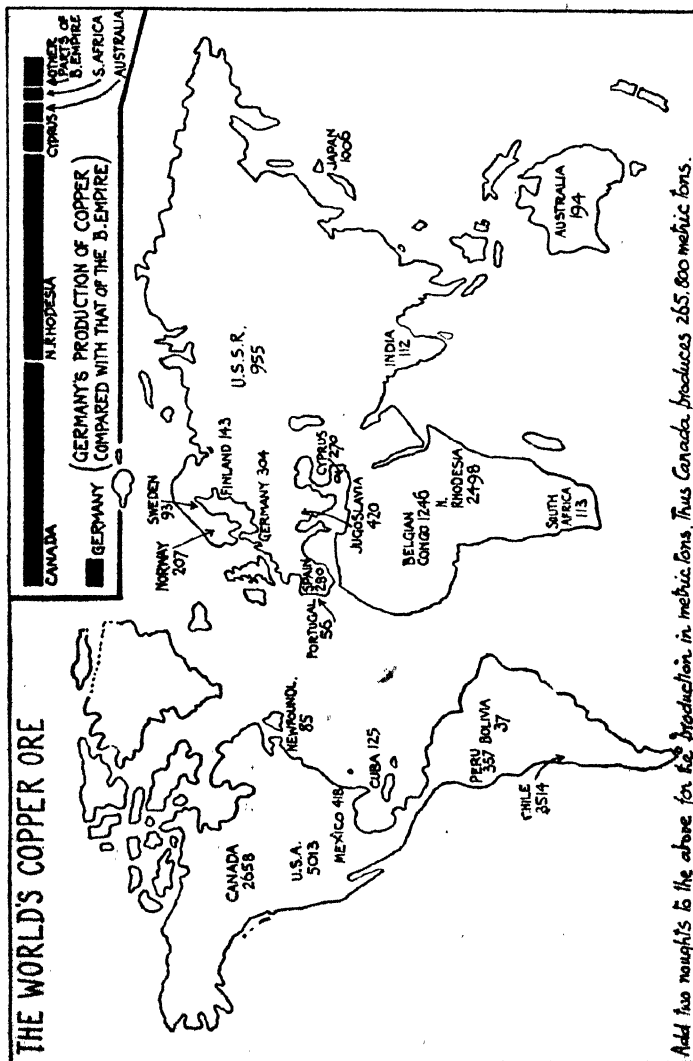 THE WORLD'S COPPER ORE
CANADA
N.RHODESIA
CYPRUS
OTHER
PARTS OF
B.EMPIRE
S.AFRICA
AUSTRALIA
GERMANY
(GERMANY'S PRODUCTION OF COPPER
COMPARED WITH THAT OF THE B.EMPIRE)
CANADA
2658
U.S.A.
5013
MEXICO 418
NEWFOUNDL.
85
CUBA 125
PERU
357
BOLIVIA
37
CHILE
3514
NORWAY
207
SWEDEN
93
FINLAND 143
GERMANY 304
PORTUGAL
56
SPAIN
280
JUGOSLAVIA
420
CYPRUS
270
U.S.S.R.
955
JAPAN
1006
INDIA
112
BELGIAN
CONGO 1246
N.
RHODESIA
2498
SOUTH
AFRICA
113
AUSTRALIA
194
Add two noughts to the above for the production in metric tons. Thus Canada produces 265,800 metric tons.